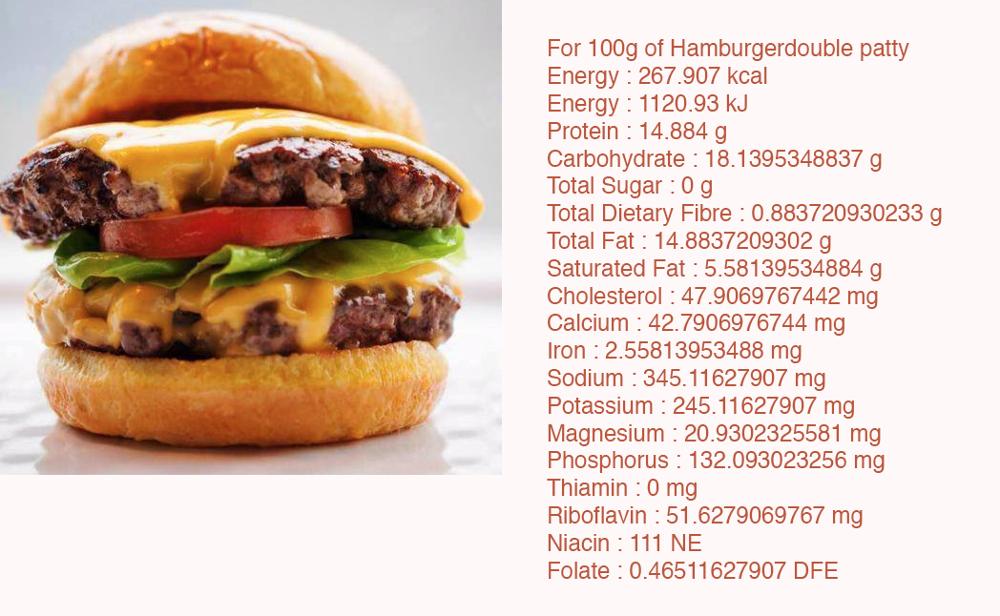 For 100g of Hamburgerdouble patty
Energy : 267.907 kcal
Energy : 1120.93 kJ
Protein : 14.884 g
Carbohydrate : 18.1395348837 g
Total Sugar : 0 g
Total Dietary Fibre : 0.883720930233 g
Total Fat : 14.8837209302 g
Saturated Fat : 5.58139534884 g
Cholesterol : 47.9069767442 mg
Calcium : 42.7906976744 mg
Iron : 2.55813953488 mg
Sodium : 345.11627907 mg
Potassium : 245.11627907 mg
Magnesium : 20.9302325581 mg
Phosphorus : 132.093023256 mg
Thiamin : 0 mg
Riboflavin : 51.6279069767 mg
Niacin : 111 NE
Folate : 0.46511627907 DFE